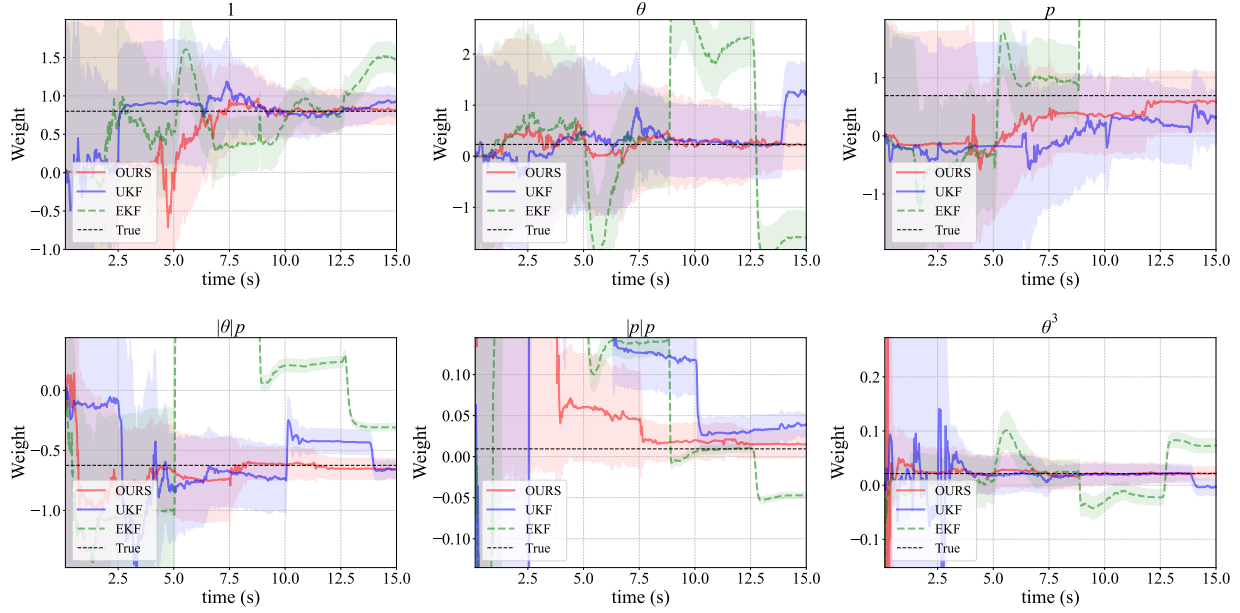 1
Weight
1.5
1.0
0.5
0.0
−0.5
−1.0
OURS
UKF
EKF
True
2.5 5.0 7.5 10.0 12.5 15.0
time (s)
θ
Weight
2
1
0
−1
OURS
UKF
EKF
True
2.5 5.0 7.5 10.0 12.5 15.0
time (s)
p
Weight
1
0
−1
OURS
UKF
EKF
True
2.5 5.0 7.5 10.0 12.5 15.0
time (s)
|θ|p
Weight
0.0
−0.5
−1.0
OURS
UKF
EKF
True
2.5 5.0 7.5 10.0 12.5 15.0
time (s)
|p|p
Weight
0.10
0.05
0.00
−0.05
−0.10
OURS
UKF
EKF
True
2.5 5.0 7.5 10.0 12.5 15.0
time (s)
θ³
Weight
0.2
0.1
0.0
−0.1
OURS
UKF
EKF
True
2.5 5.0 7.5 10.0 12.5 15.0
time (s)